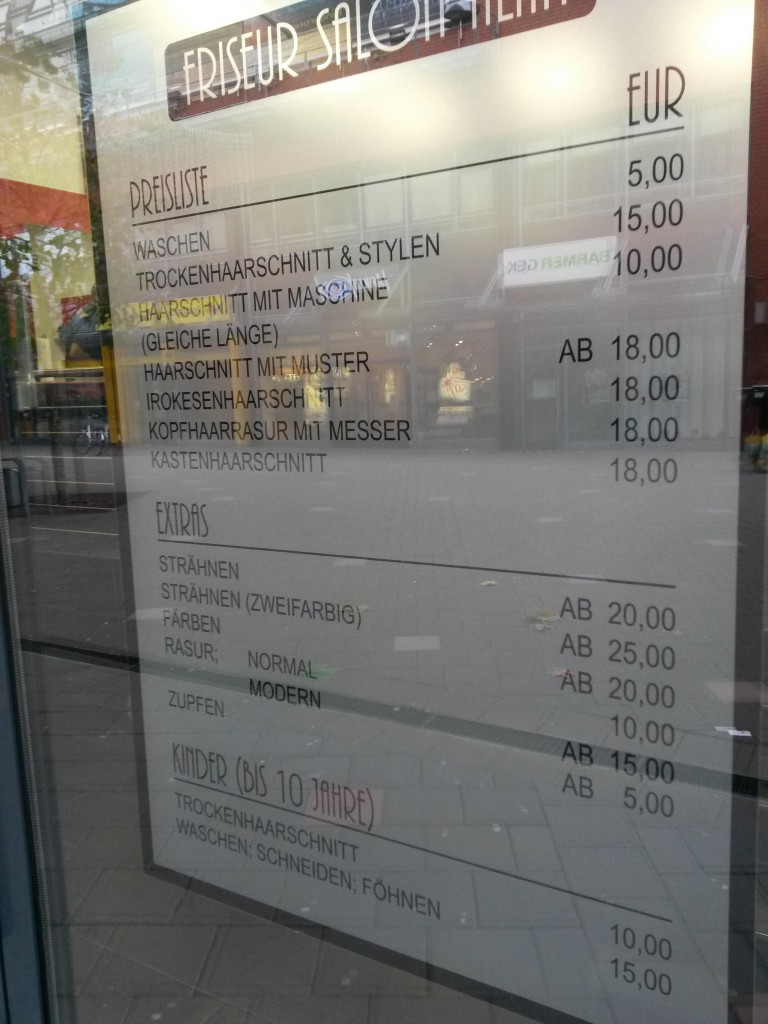 FRISEUR SALON
EUR
PREISLISTE
WASCHEN 5,00
TROCKENHAARSCHNITT & STYLEN 15,00
HAARSCHNITT MIT MASCHINE 10,00
(GLEICHE LÄNGE)
HAARSCHNITT MIT MUSTER AB 18,00
IROKESENHAARSCHNITT 18,00
KOPFHAARRASUR MIT MESSER 18,00
KASTENHAARSCHNITT 18,00
EXTRAS
STRÄHNEN AB 20,00
STRÄHNEN (ZWEIFARBIG) AB 25,00
FÄRBEN AB 20,00
RASUR; NORMAL 10,00
MODERN AB 15,00
ZUPFEN AB 5,00
KINDER (BIS 10 JAHRE)
TROCKENHAARSCHNITT 10,00
WASCHEN; SCHNEIDEN; FÖHNEN 15,00
BARMER GEK